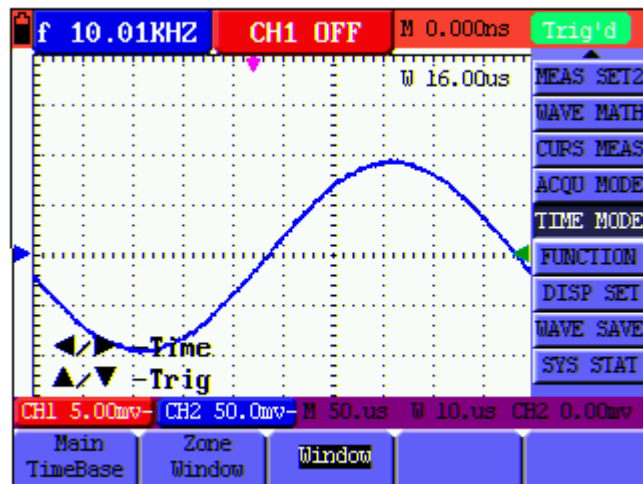 f 10.01KHZ CH1 OFF M 0.000ns Trig'd
W 16.00us
MEAS SET2
WAVE MATH
CURS MEAS
ACQU MODE
TIME MODE
FUNCTION
DISP SET
WAVE SAVE
SYS STAT
◀/▶ -Time
▲/▼ -Trig
CH1 5.00mv- CH2 50.0mv- M 50.us W 10.us CH2 0.00mv
Main TimeBase
Zone Window
Window